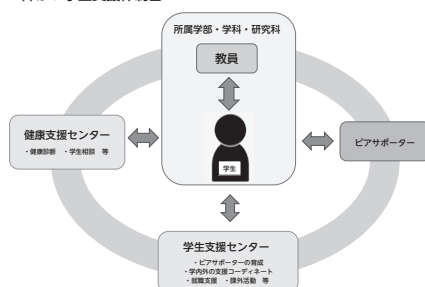 所属学部・学科・研究科
教員
学生
健康支援センター
・健康診断 ・学生相談 等
ピアサポーター
学生支援センター
・ピアサポーターの育成
・学内外の支援コーディネート
・就職支援 ・課外活動 等